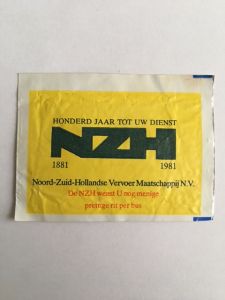 HONDERD JAAR TOT UW DIENST
NZH
1881 1981
Noord-Zuid-Hollandse Vervoer Maatschappij N.V.
De NZH wenst U nog menige
prettige rit per bus